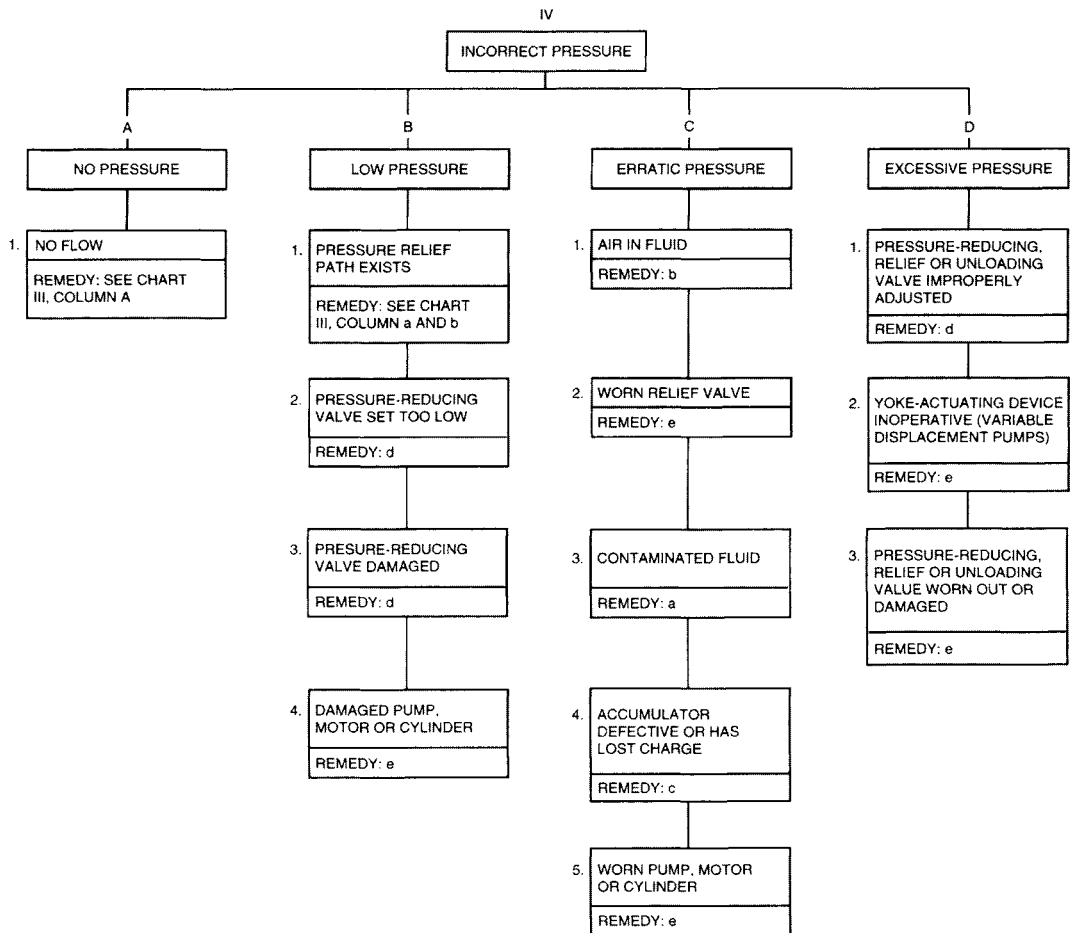 IV
INCORRECT PRESSURE
A
NO PRESSURE
1. NO FLOW
REMEDY: SEE CHART
III, COLUMN A
B
LOW PRESSURE
1. PRESSURE RELIEF
PATH EXISTS
REMEDY: SEE CHART
III, COLUMN a AND b
2. PRESSURE-REDUCING
VALVE SET TOO LOW
REMEDY: d
3. PRESURE-REDUCING
VALVE DAMAGED
REMEDY: d
4. DAMAGED PUMP,
MOTOR OR CYLINDER
REMEDY: e
C
ERRATIC PRESSURE
1. AIR IN FLUID
REMEDY: b
2. WORN RELIEF VALVE
REMEDY: e
3. CONTAMINATED FLUID
REMEDY: a
4. ACCUMULATOR
DEFECTIVE OR HAS
LOST CHARGE
REMEDY: c
5. WORN PUMP, MOTOR
OR CYLINDER
REMEDY: e
D
EXCESSIVE PRESSURE
1. PRESSURE-REDUCING,
RELIEF OR UNLOADING
VALVE IMPROPERLY
ADJUSTED
REMEDY: d
2. YOKE-ACTUATING DEVICE
INOPERATIVE (VARIABLE
DISPLACEMENT PUMPS)
REMEDY: e
3. PRESSURE-REDUCING,
RELIEF OR UNLOADING
VALUE WORN OUT OR
DAMAGED
REMEDY: e